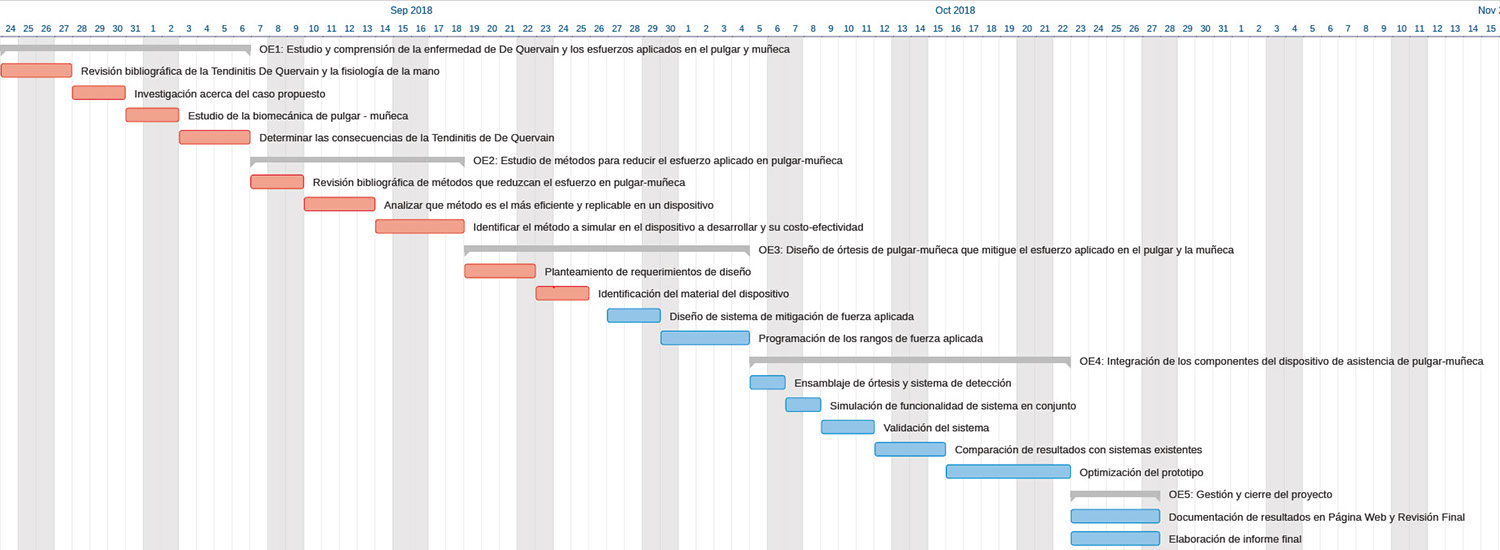 Sep 2018 Oct 2018 Nov
24 25 26 27 28 29 30 31 1 2 3 4 5 6 7 8 9 10 11 12 13 14 15 16 17 18 19 20 21 22 23 24 25 26 27 28 29 30 1 2 3 4 5 6 7 8 9 10 11 12 13 14 15 16 17 18 19 20 21 22 23 24 25 26 27 28 29 30 31 1 2 3 4 5 6 7 8 9 10 11 12 13 14 15
OE1: Estudio y comprensión de la enfermedad de De Quervain y los esfuerzos aplicados en el pulgar y muñeca
Revisión bibliográfica de la Tendinitis De Quervain y la fisiología de la mano
Investigación acerca del caso propuesto
Estudio de la biomecánica de pulgar - muñeca
Determinar las consecuencias de la Tendinitis de De Quervain
OE2: Estudio de métodos para reducir el esfuerzo aplicado en pulgar-muñeca
Revisión bibliográfica de métodos que reduzcan el esfuerzo en pulgar-muñeca
Analizar que método es el más eficiente y replicable en un dispositivo
Identificar el método a simular en el dispositivo a desarrollar y su costo-efectividad
OE3: Diseño de órtesis de pulgar-muñeca que mitigue el esfuerzo aplicado en el pulgar y la muñeca
Planteamiento de requerimientos de diseño
Identificación del material del dispositivo
Diseño de sistema de mitigación de fuerza aplicada
Programación de los rangos de fuerza aplicada
OE4: Integración de los componentes del dispositivo de asistencia de pulgar-muñeca
Ensamblaje de órtesis y sistema de detección
Simulación de funcionalidad de sistema en conjunto
Validación del sistema
Comparación de resultados con sistemas existentes
Optimización del prototipo
OE5: Gestión y cierre del proyecto
Documentación de resultados en Página Web y Revisión Final
Elaboración de informe final